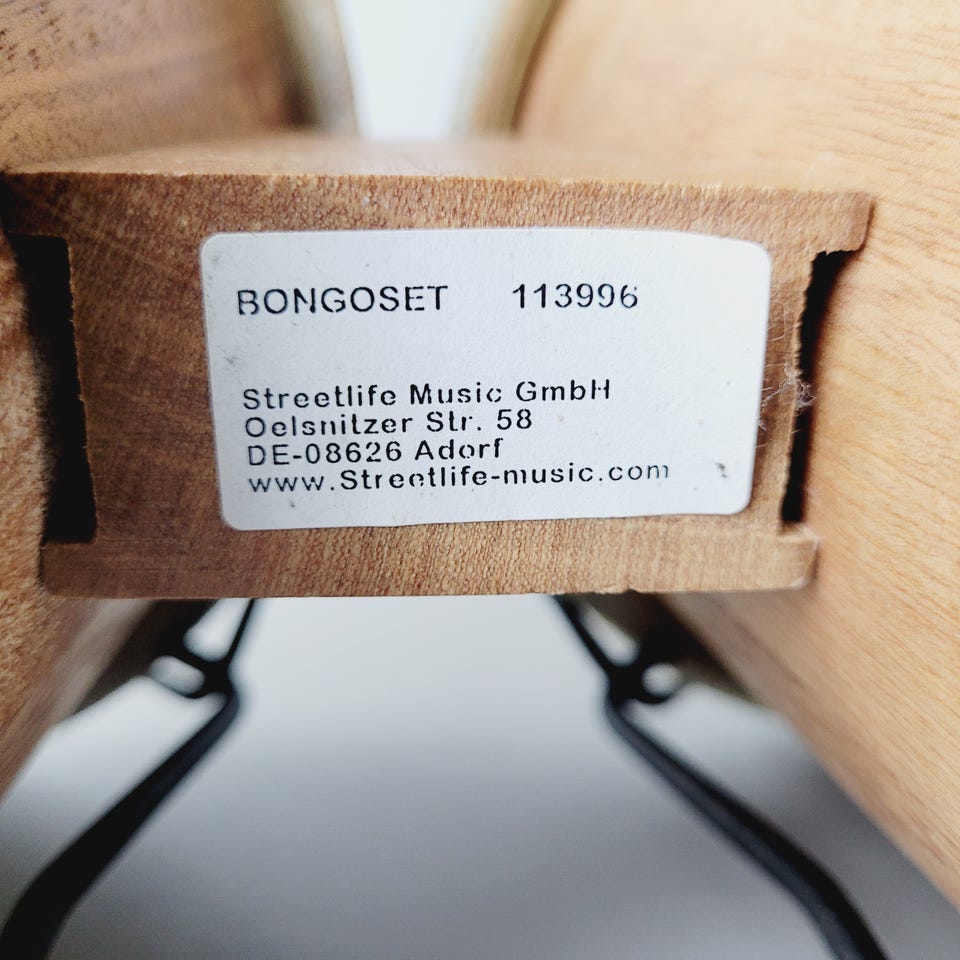 BONGOSET 113996
Streetlife Music GmbH
Oelsnitzer Str. 58
DE-08626 Adorf
www.Streetlife-music.com